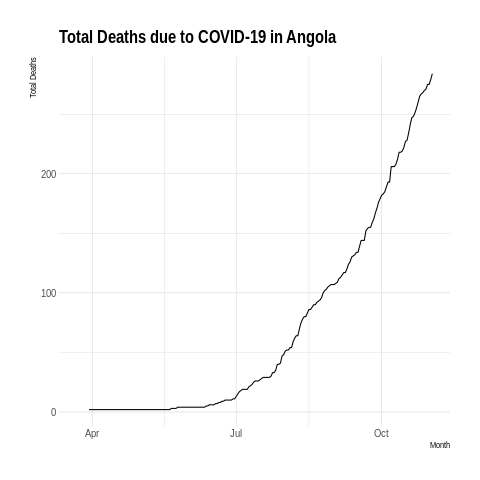 Total Deaths due to COVID-19 in Angola
Total Deaths
200
100
0
Apr
Jul
Oct
Month